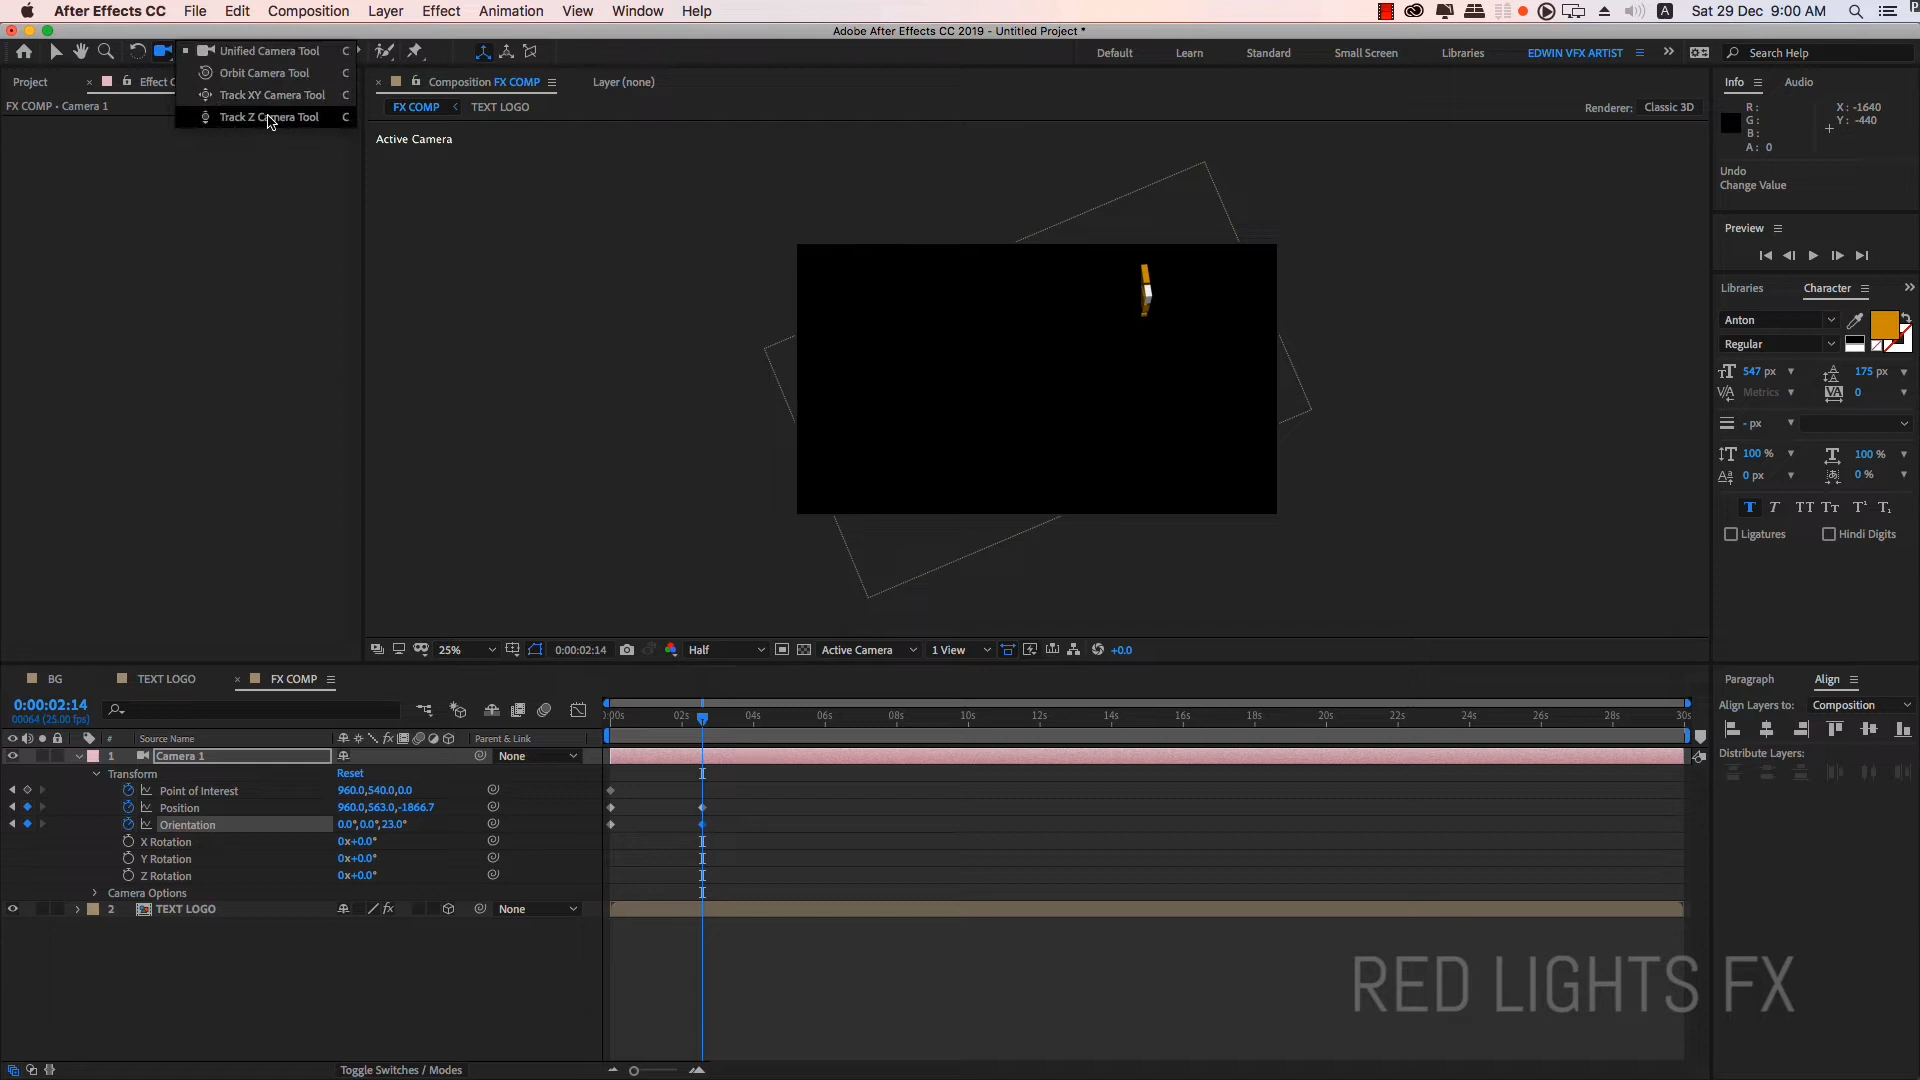 After Effects CC File Edit Composition Layer Effect Animation View Window Help
A Sat 29 Dec 9:00 AM
Adobe After Effects CC 2019 - Untitled Project *
Unified Camera Tool C
Orbit Camera Tool C
Track XY Camera Tool C
Track Z Camera Tool C
Default Learn Standard Small Screen Libraries EDWIN VFX ARTIST Search Help
Project Effect C
FX COMP • Camera 1
Composition FX COMP Layer (none)
FX COMP TEXT LOGO
Renderer: Classic 3D
Active Camera
Info Audio
R: X: -1640
G: Y: -440
B:
A: 0
Undo
Change Value
Preview
Libraries Character
Anton
Regular
547 px 175 px
Metrics 0
- px
100 % 100 %
0 px 0 %
T T TT Tт T¹ T₁
Ligatures Hindi Digits
25% 0:00:02:14 Half Active Camera 1 View +0.0
BG TEXT LOGO FX COMP
0:00:02:14
00064 (25.00 fps)
:00s 02s 04s 06s 08s 10s 12s 14s 16s 18s 20s 22s 24s 26s 28s 30s
# Source Name Parent & Link
1 Camera 1 None
Transform Reset
Point of Interest 960.0,540.0,0.0
Position 960.0,563.0,-1866.7
Orientation 0.0°,0.0°,23.0°
X Rotation 0x+0.0°
Y Rotation 0x+0.0°
Z Rotation 0x+0.0°
Camera Options
2 TEXT LOGO fx None
Toggle Switches / Modes
Paragraph Align
Align Layers to: Composition
Distribute Layers:
RED LIGHTS FX